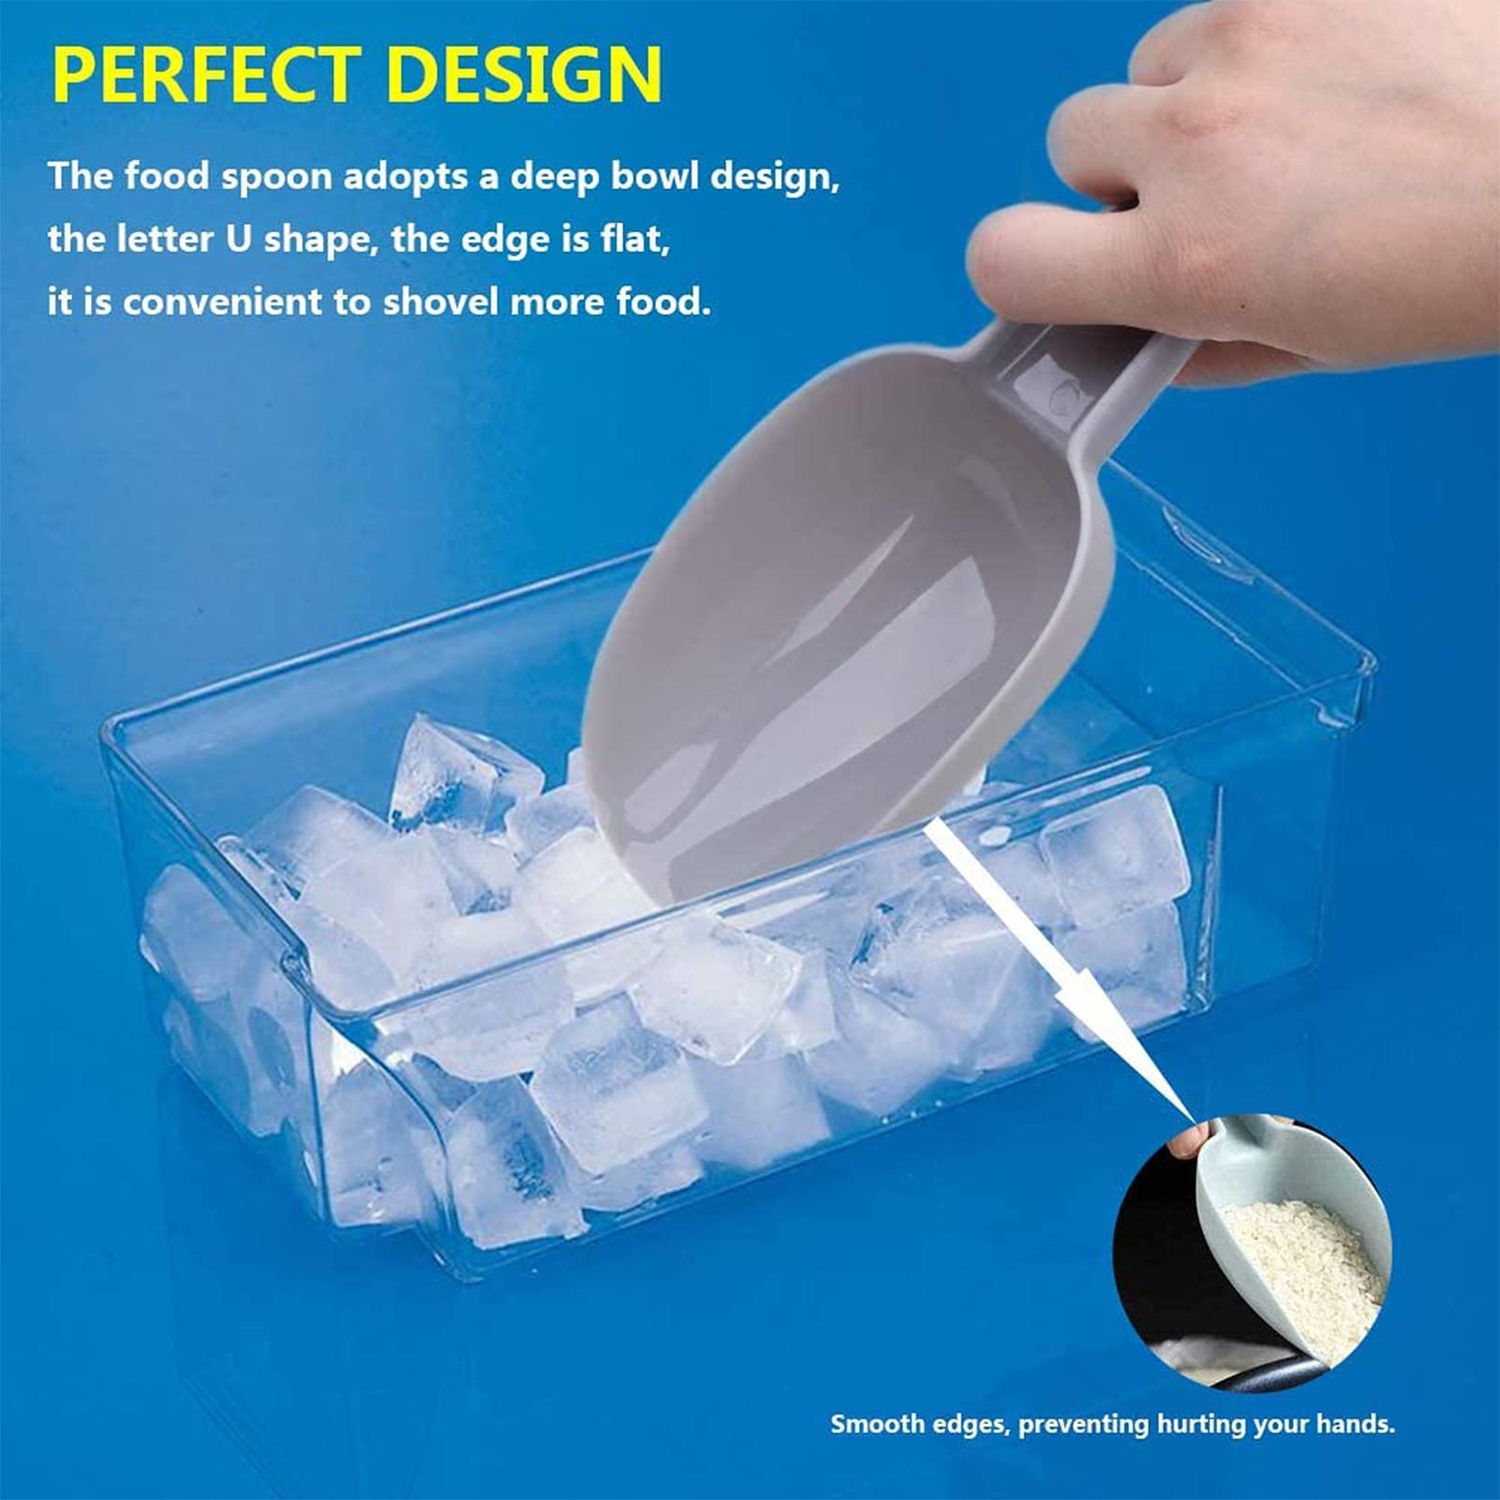 PERFECT DESIGN
The food spoon adopts a deep bowl design,
the letter U shape, the edge is flat,
it is convenient to shovel more food.
Smooth edges, preventing hurting your hands.